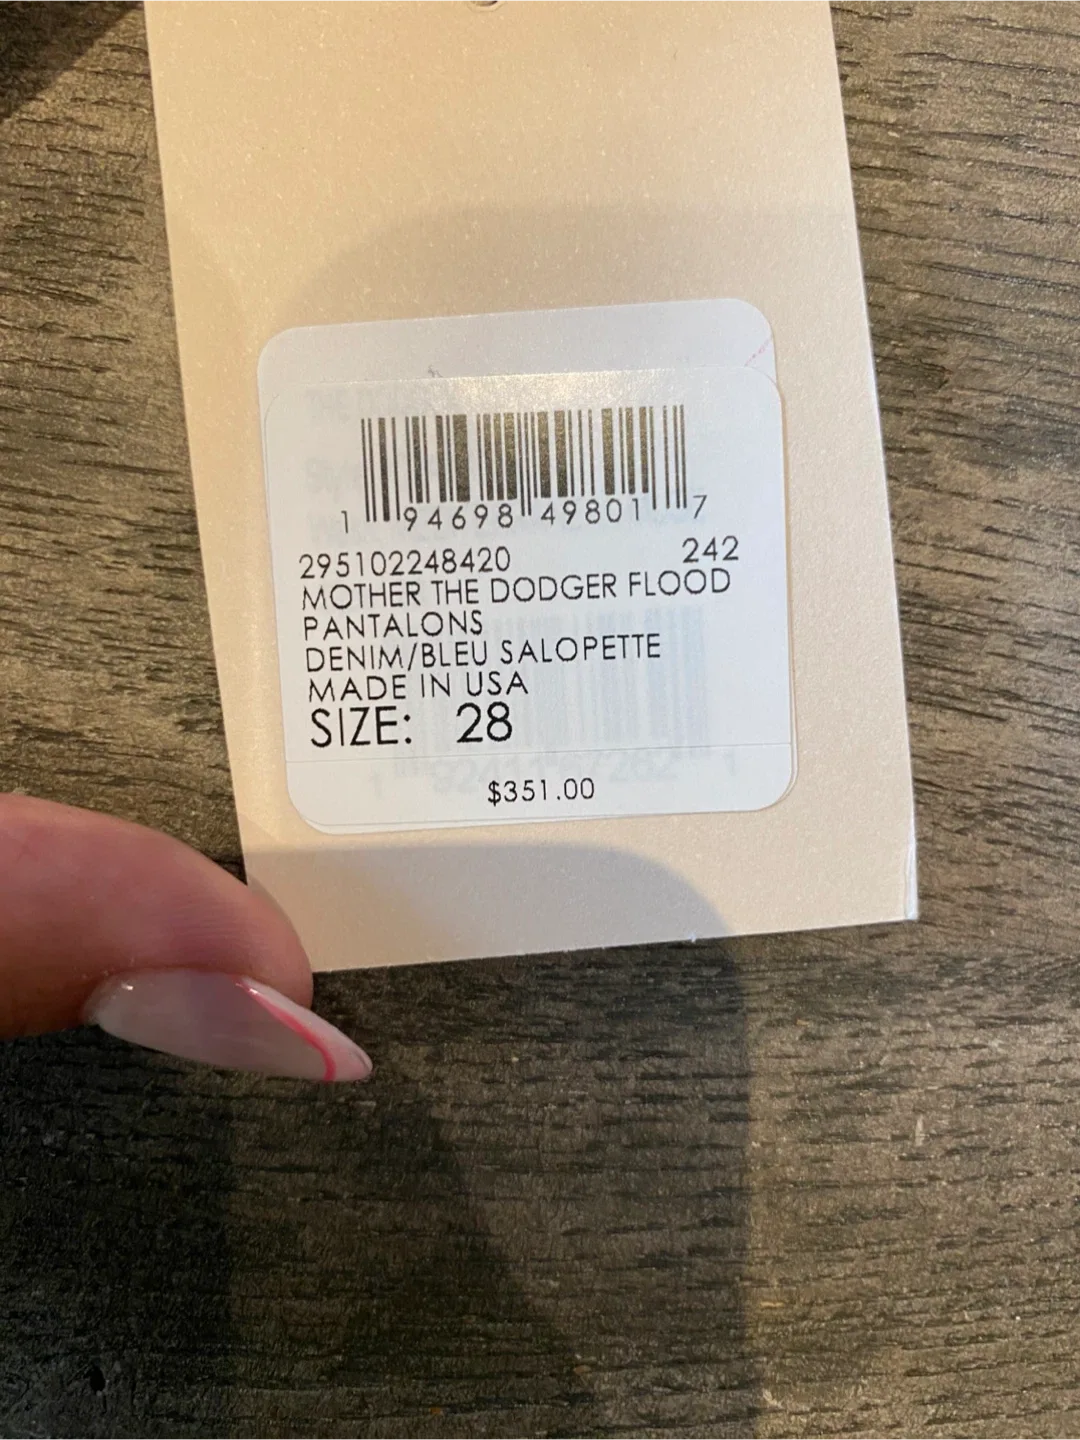 1 94698 49801 7
295102248420 242
MOTHER THE DODGER FLOOD
PANTALONS
DENIM/BLEU SALOPETTE
MADE IN USA
SIZE: 28
$351.00